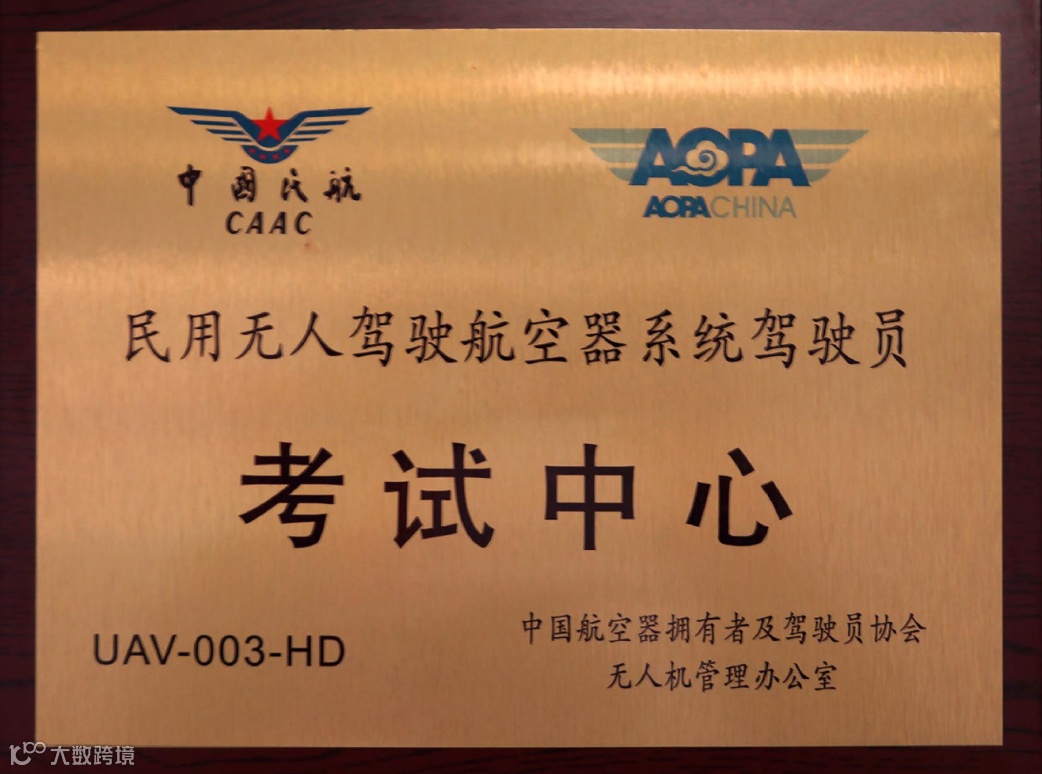 中國民航
CAAC
AOPA
AOPA CHINA
民用无人驾驶航空器系统驾驶员
考试中心
UAV-003-HD
中国航空器拥有者及驾驶员协会
无人机管理办公室
大数跨境